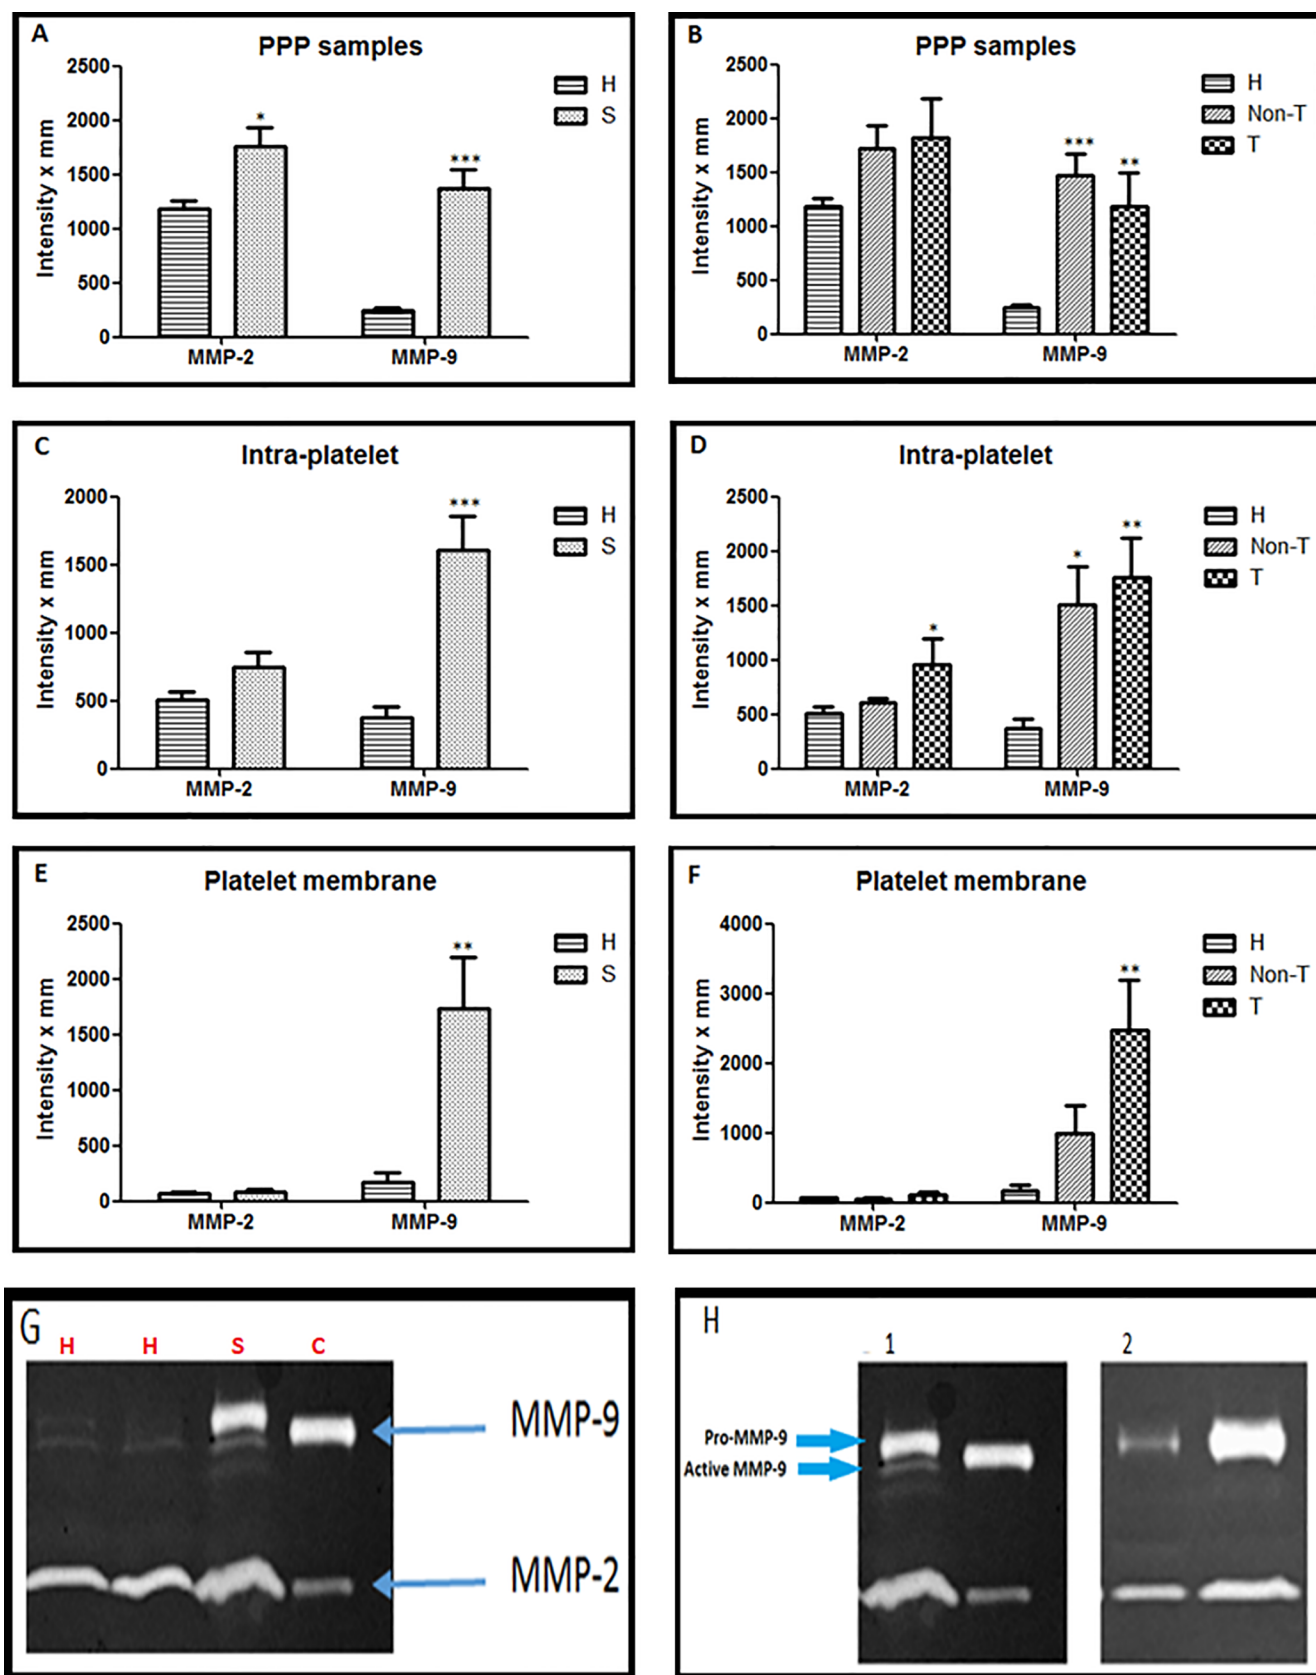 A
PPP samples
Intensity x mm
2500
2000
1500
1000
500
0
*
***
MMP-2
MMP-9
H
S
B
PPP samples
Intensity x mm
2500
2000
1500
1000
500
0
***
**
MMP-2
MMP-9
H
Non-T
T
C
Intra-platelet
Intensity x mm
2000
1500
1000
500
0
***
MMP-2
MMP-9
H
S
D
Intra-platelet
Intensity x mm
2500
2000
1500
1000
500
0
*
*
**
MMP-2
MMP-9
H
Non-T
T
E
Platelet membrane
Intensity x mm
2500
2000
1500
1000
500
0
**
MMP-2
MMP-9
H
S
F
Platelet membrane
Intensity x mm
4000
3000
2000
1000
0
**
MMP-2
MMP-9
H
Non-T
T
G
H H S C
MMP-9
MMP-2
H
1 2
Pro-MMP-9
Active MMP-9